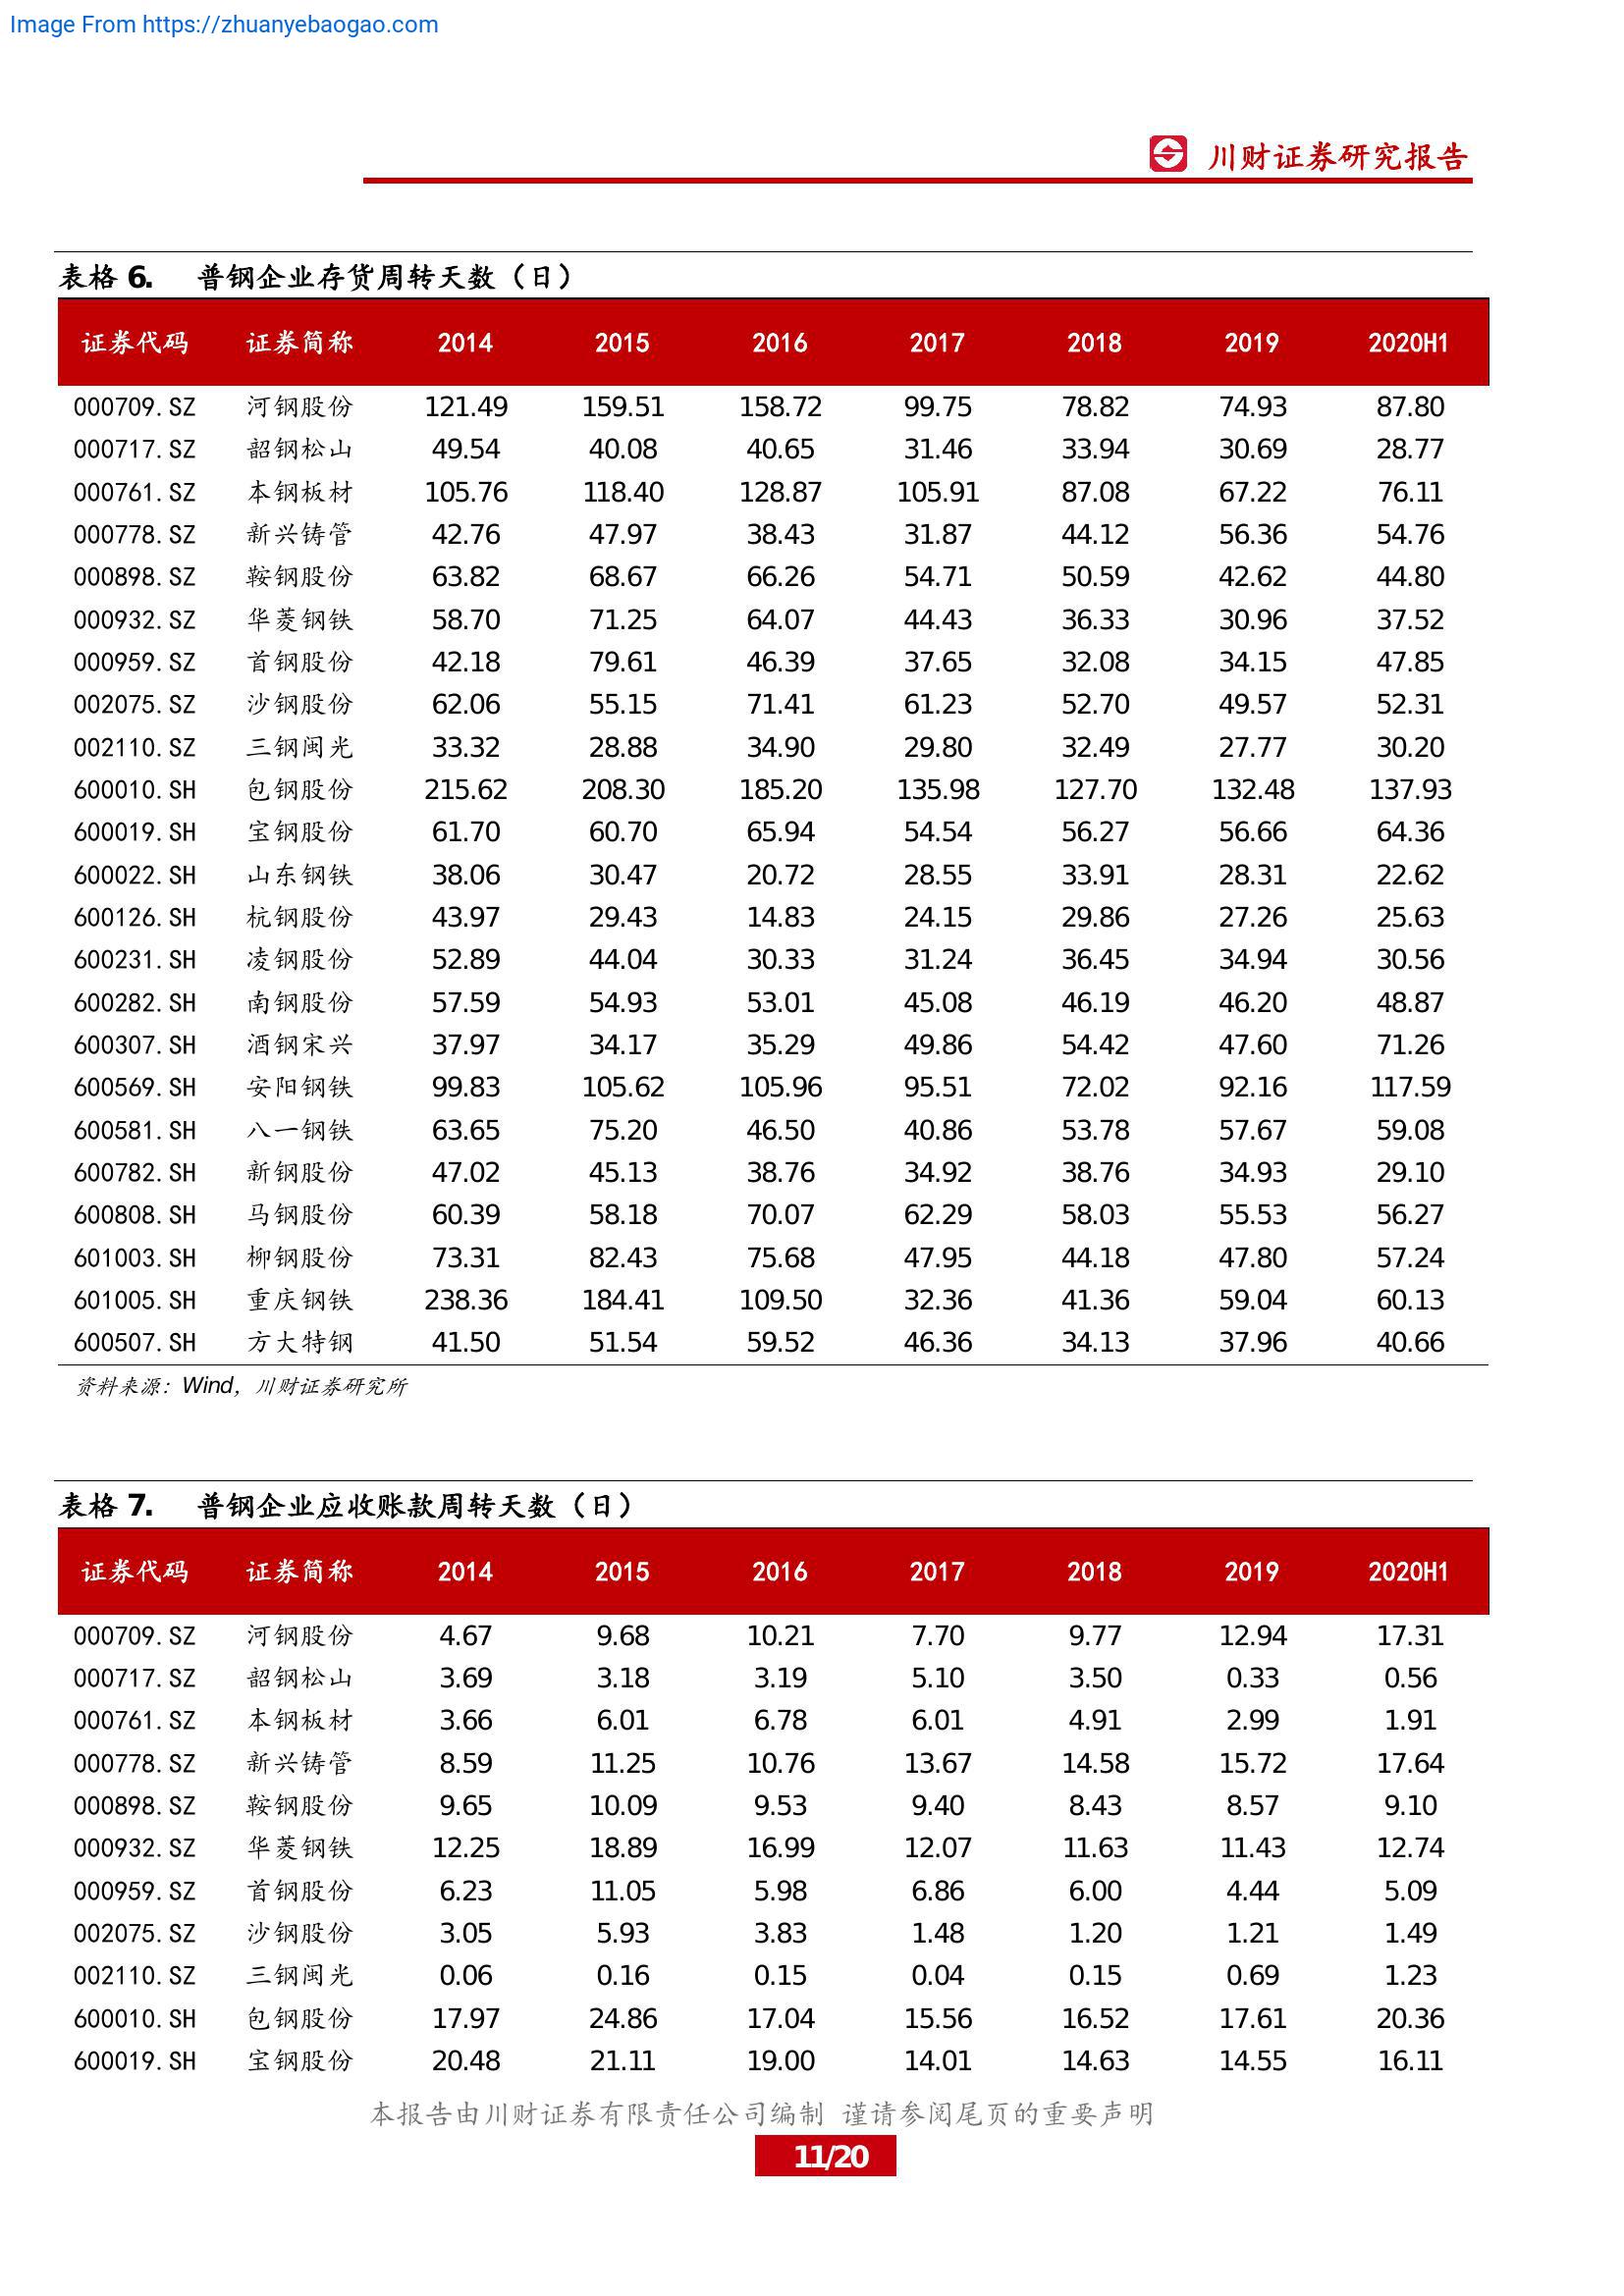 Image From https://zhuanyebaogao.com
川财证券研究报告
表格 6. 普钢企业存货周转天数（日）
证券代码 证券简称 2014 2015 2016 2017 2018 2019 2020H1
000709.SZ 河钢股份 121.49 159.51 158.72 99.75 78.82 74.93 87.80
000717.SZ 韶钢松山 49.54 40.08 40.65 31.46 33.94 30.69 28.77
000761.SZ 本钢板材 105.76 118.40 128.87 105.91 87.08 67.22 76.11
000778.SZ 新兴铸管 42.76 47.97 38.43 31.87 44.12 56.36 54.76
000898.SZ 鞍钢股份 63.82 68.67 66.26 54.71 50.59 42.62 44.80
000932.SZ 华菱钢铁 58.70 71.25 64.07 44.43 36.33 30.96 37.52
000959.SZ 首钢股份 42.18 79.61 46.39 37.65 32.08 34.15 47.85
002075.SZ 沙钢股份 62.06 55.15 71.41 61.23 52.70 49.57 52.31
002110.SZ 三钢闽光 33.32 28.88 34.90 29.80 32.49 27.77 30.20
600010.SH 包钢股份 215.62 208.30 185.20 135.98 127.70 132.48 137.93
600019.SH 宝钢股份 61.70 60.70 65.94 54.54 56.27 56.66 64.36
600022.SH 山东钢铁 38.06 30.47 20.72 28.55 33.91 28.31 22.62
600126.SH 杭钢股份 43.97 29.43 14.83 24.15 29.86 27.26 25.63
600231.SH 凌钢股份 52.89 44.04 30.33 31.24 36.45 34.94 30.56
600282.SH 南钢股份 57.59 54.93 53.01 45.08 46.19 46.20 48.87
600307.SH 酒钢宋兴 37.97 34.17 35.29 49.86 54.42 47.60 71.26
600569.SH 安阳钢铁 99.83 105.62 105.96 95.51 72.02 92.16 117.59
600581.SH 八一钢铁 63.65 75.20 46.50 40.86 53.78 57.67 59.08
600782.SH 新钢股份 47.02 45.13 38.76 34.92 38.76 34.93 29.10
600808.SH 马钢股份 60.39 58.18 70.07 62.29 58.03 55.53 56.27
601003.SH 柳钢股份 73.31 82.43 75.68 47.95 44.18 47.80 57.24
601005.SH 重庆钢铁 238.36 184.41 109.50 32.36 41.36 59.04 60.13
600507.SH 方大特钢 41.50 51.54 59.52 46.36 34.13 37.96 40.66
资料来源：Wind，川财证券研究所
表格 7. 普钢企业应收账款周转天数（日）
证券代码 证券简称 2014 2015 2016 2017 2018 2019 2020H1
000709.SZ 河钢股份 4.67 9.68 10.21 7.70 9.77 12.94 17.31
000717.SZ 韶钢松山 3.69 3.18 3.19 5.10 3.50 0.33 0.56
000761.SZ 本钢板材 3.66 6.01 6.78 6.01 4.91 2.99 1.91
000778.SZ 新兴铸管 8.59 11.25 10.76 13.67 14.58 15.72 17.64
000898.SZ 鞍钢股份 9.65 10.09 9.53 9.40 8.43 8.57 9.10
000932.SZ 华菱钢铁 12.25 18.89 16.99 12.07 11.63 11.43 12.74
000959.SZ 首钢股份 6.23 11.05 5.98 6.86 6.00 4.44 5.09
002075.SZ 沙钢股份 3.05 5.93 3.83 1.48 1.20 1.21 1.49
002110.SZ 三钢闽光 0.06 0.16 0.15 0.04 0.15 0.69 1.23
600010.SH 包钢股份 17.97 24.86 17.04 15.56 16.52 17.61 20.36
600019.SH 宝钢股份 20.48 21.11 19.00 14.01 14.63 14.55 16.11
本报告由川财证券有限责任公司编制 谨请参阅尾页的重要声明
11/20